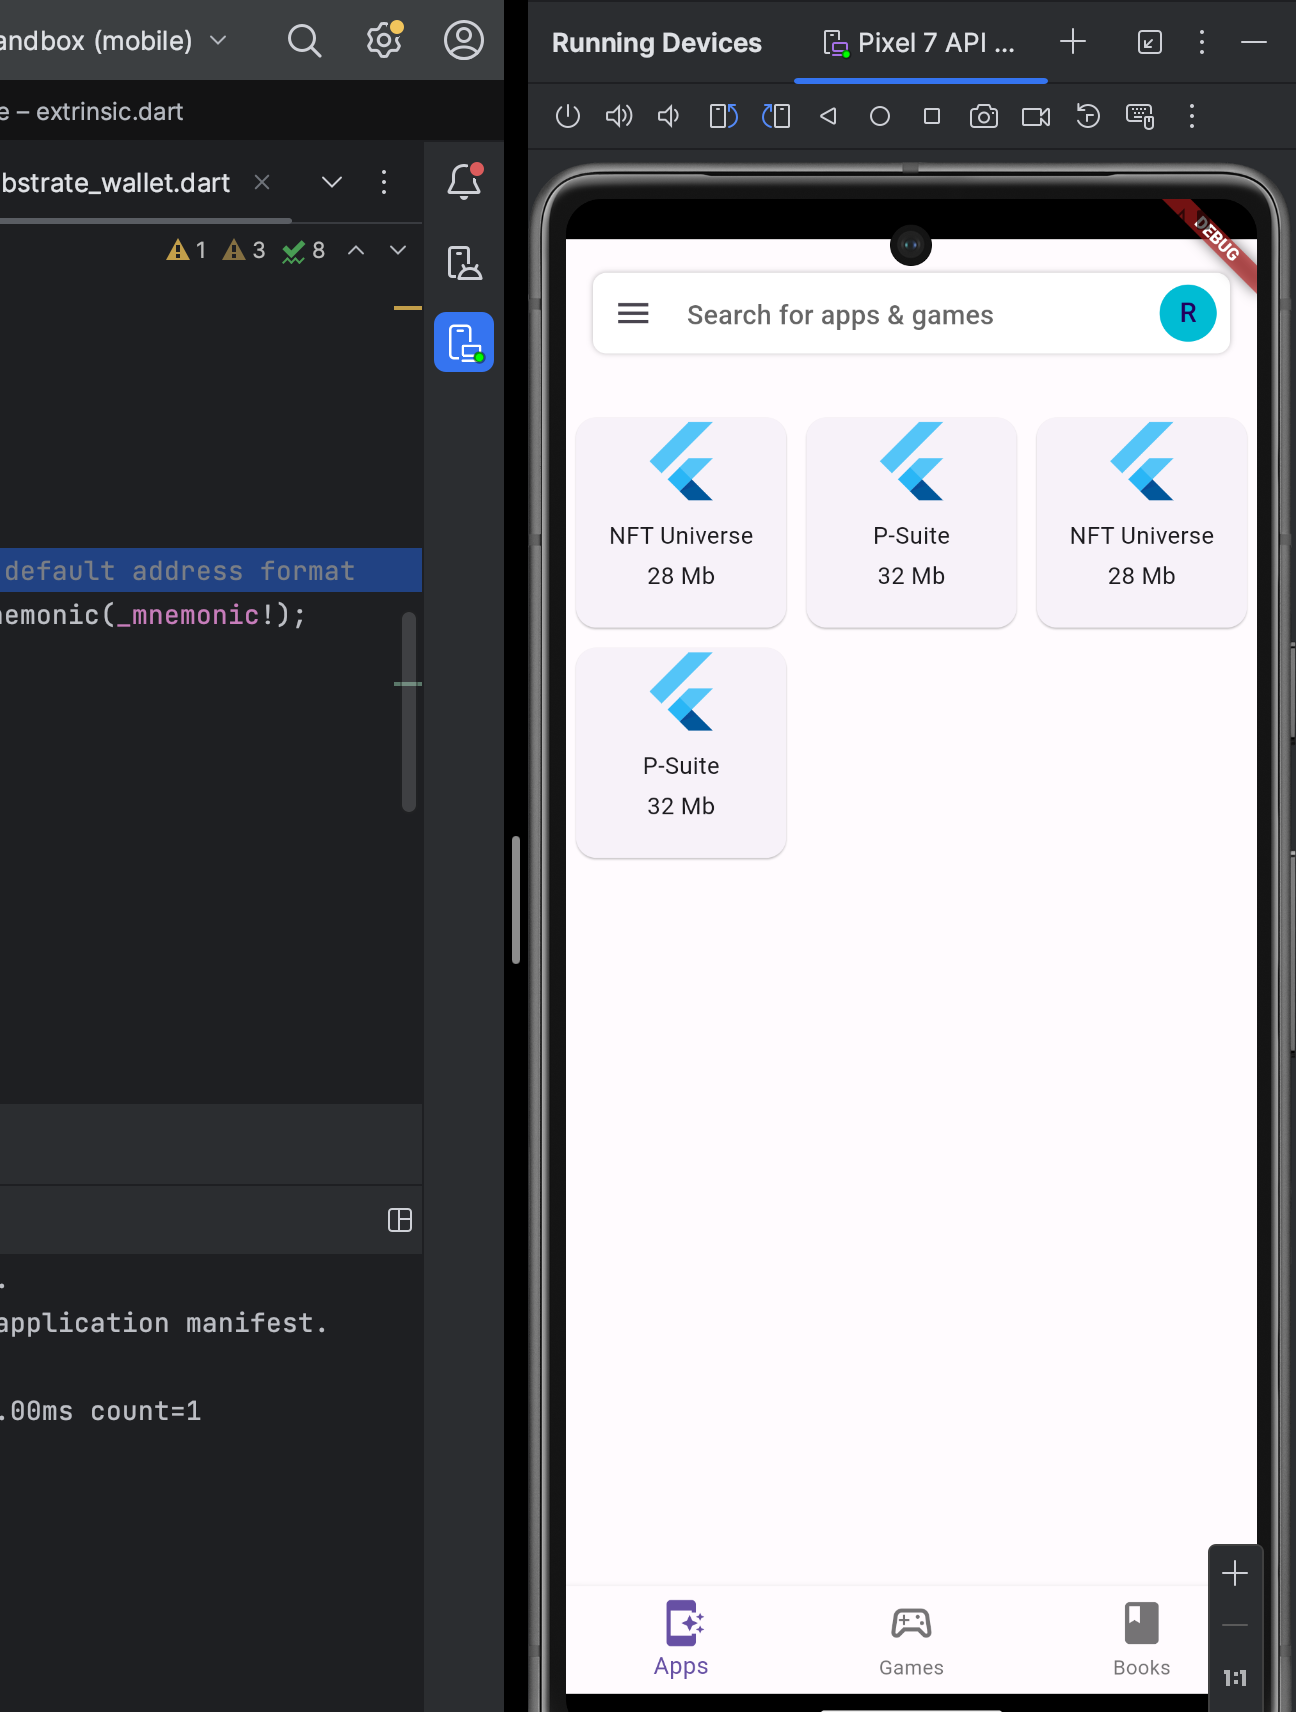 andbox (mobile)
e – extrinsic.dart
bstrate_wallet.dart
1 3 8
default address format
emonic(_mnemonic!);
.
application manifest.
.00ms count=1
Running Devices
Pixel 7 API ...
DEBUG
Search for apps & games
R
NFT Universe
28 Mb
P-Suite
32 Mb
NFT Universe
28 Mb
P-Suite
32 Mb
Apps
Games
Books
1:1